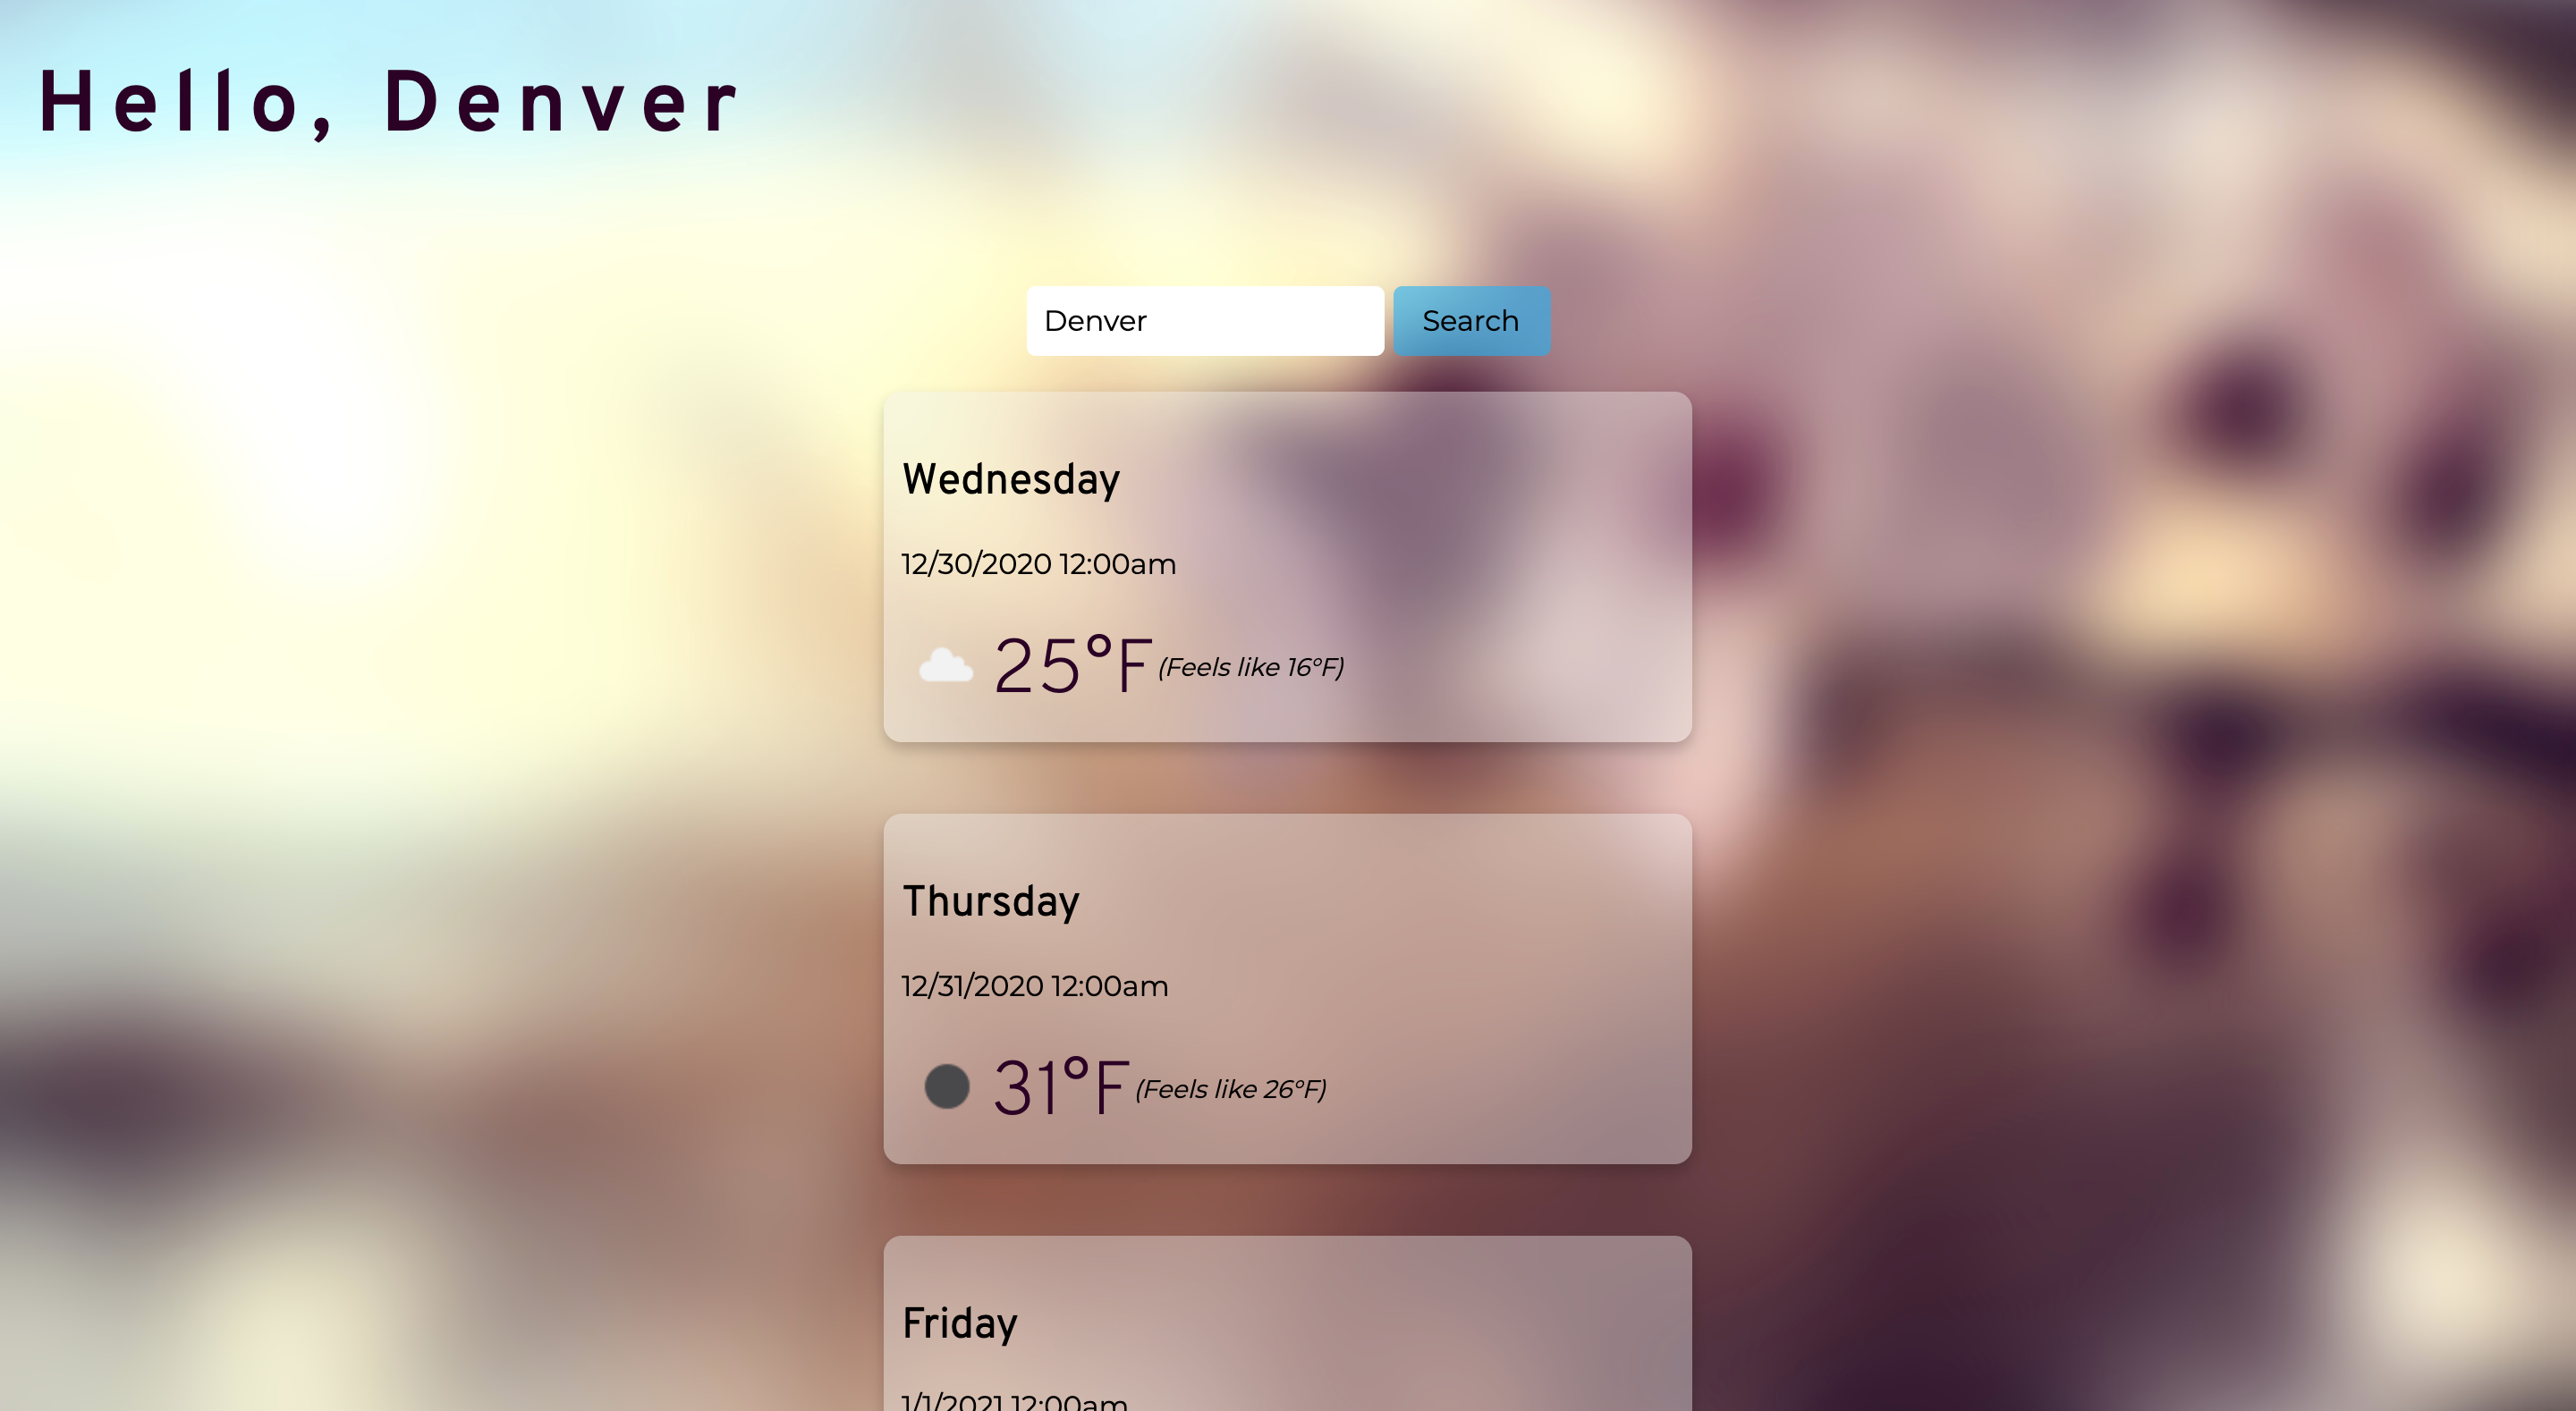 Hello, Denver
Denver
Search
Wednesday
12/30/2020 12:00am
25°F (Feels like 16°F)
Thursday
12/31/2020 12:00am
31°F (Feels like 26°F)
Friday
1/1/2021 12:00am